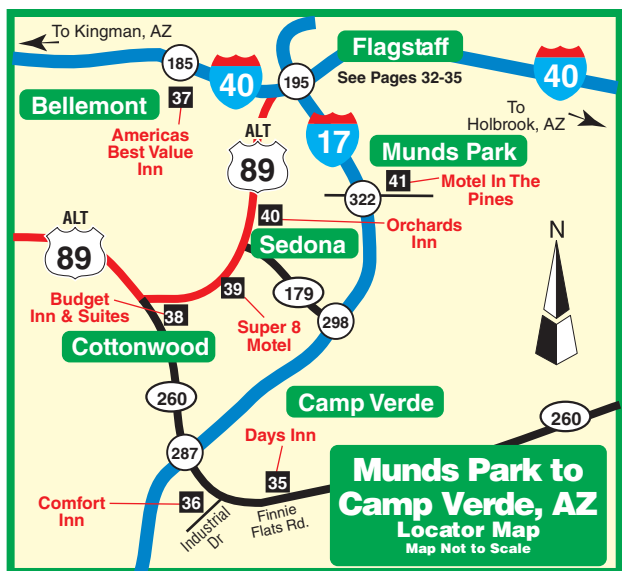 To Kingman, AZ
185
40
195
Flagstaff
See Pages 32-35
40
Bellemont
37
Americas
Best Value
Inn
ALT
89
17
To
Holbrook, AZ
Munds Park
41
Motel In The
Pines
322
40
Orchards
Inn
Sedona
ALT
89
N
39
179
Budget
Inn & Suites
38
Super 8
Motel
298
Cottonwood
260
Camp Verde
260
Days Inn
287
35
Comfort
Inn
36
Industrial
Dr
Finnie
Flats Rd.
Munds Park to
Camp Verde, AZ
Locator Map
Map Not to Scale